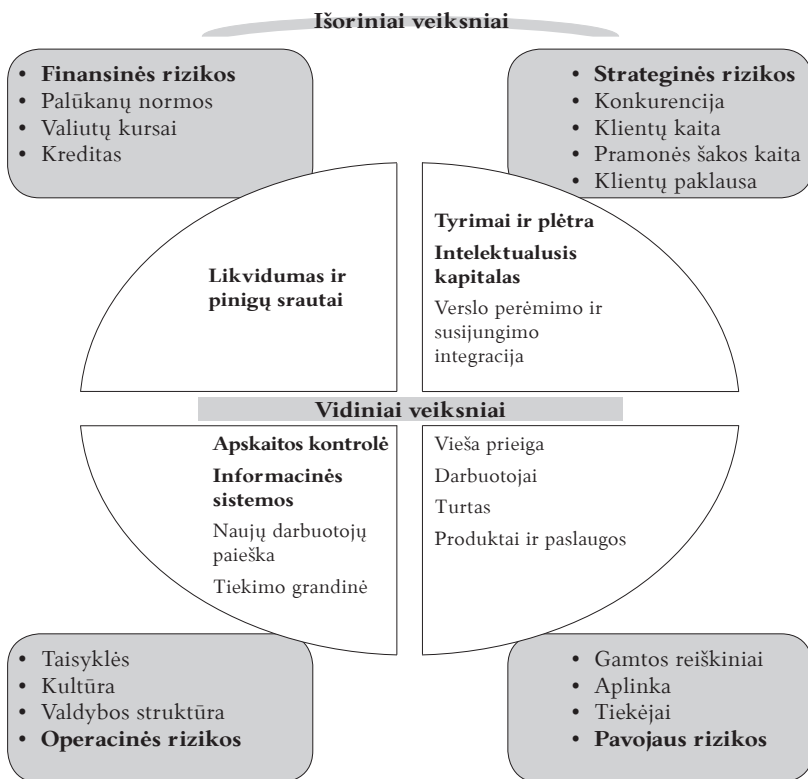 Išoriniai veiksniai
• Finansinės rizikos
• Palūkanų normos
• Valiutų kursai
• Kreditas
• Strateginės rizikos
• Konkurencija
• Klientų kaita
• Pramonės šakos kaita
• Klientų paklausa
Likvidumas ir
pinigų srautai
Tyrimai ir plėtra
Intelektualusis
kapitalas
Verslo perėmimo ir
susijungimo
integracija
Vidiniai veiksniai
Apskaitos kontrolė
Informacinės
sistemos
Naujų darbuotojų
paieška
Tiekimo grandinė
Vieša prieiga
Darbuotojai
Turtas
Produktai ir paslaugos
• Taisyklės
• Kultūra
• Valdybos struktūra
• Operacinės rizikos
• Gamtos reiškiniai
• Aplinka
• Tiekėjai
• Pavojaus rizikos